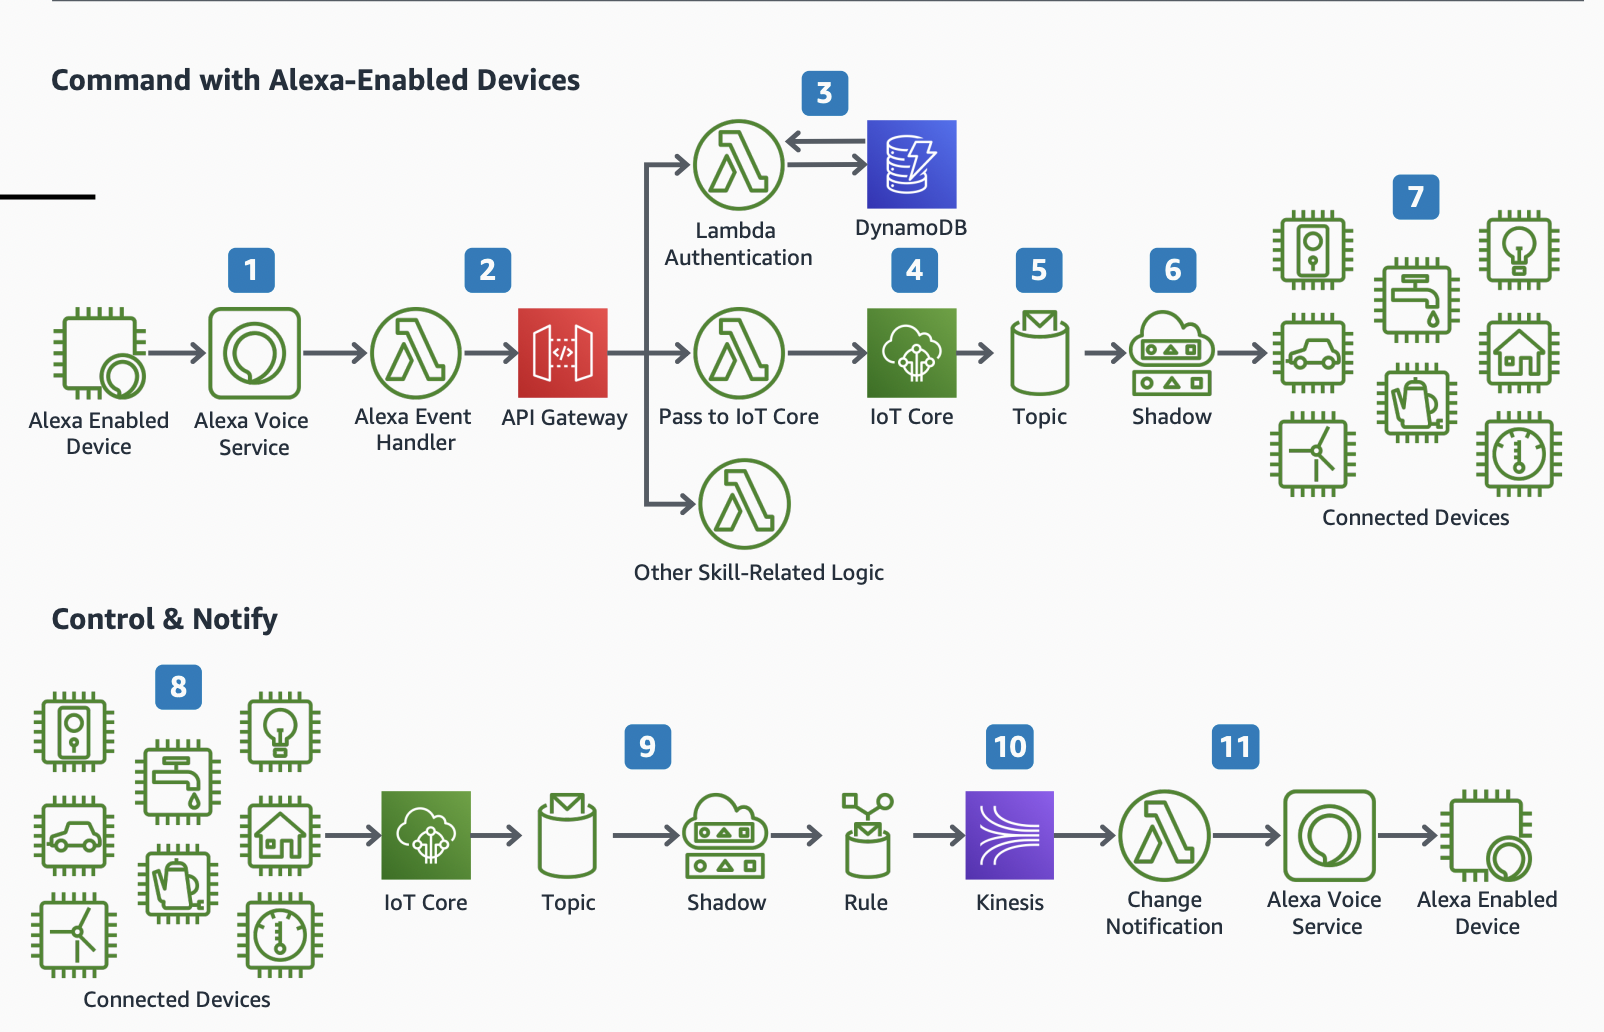 Command with Alexa-Enabled Devices
3
Lambda
Authentication
DynamoDB
7
1
2
4
5
6
</>
Alexa Enabled
Device
Alexa Voice
Service
Alexa Event
Handler
API Gateway
Pass to IoT Core
IoT Core
Topic
Shadow
Connected Devices
Other Skill-Related Logic
Control & Notify
8
9
10
11
IoT Core
Topic
Shadow
Rule
Kinesis
Change
Notification
Alexa Voice
Service
Alexa Enabled
Device
Connected Devices